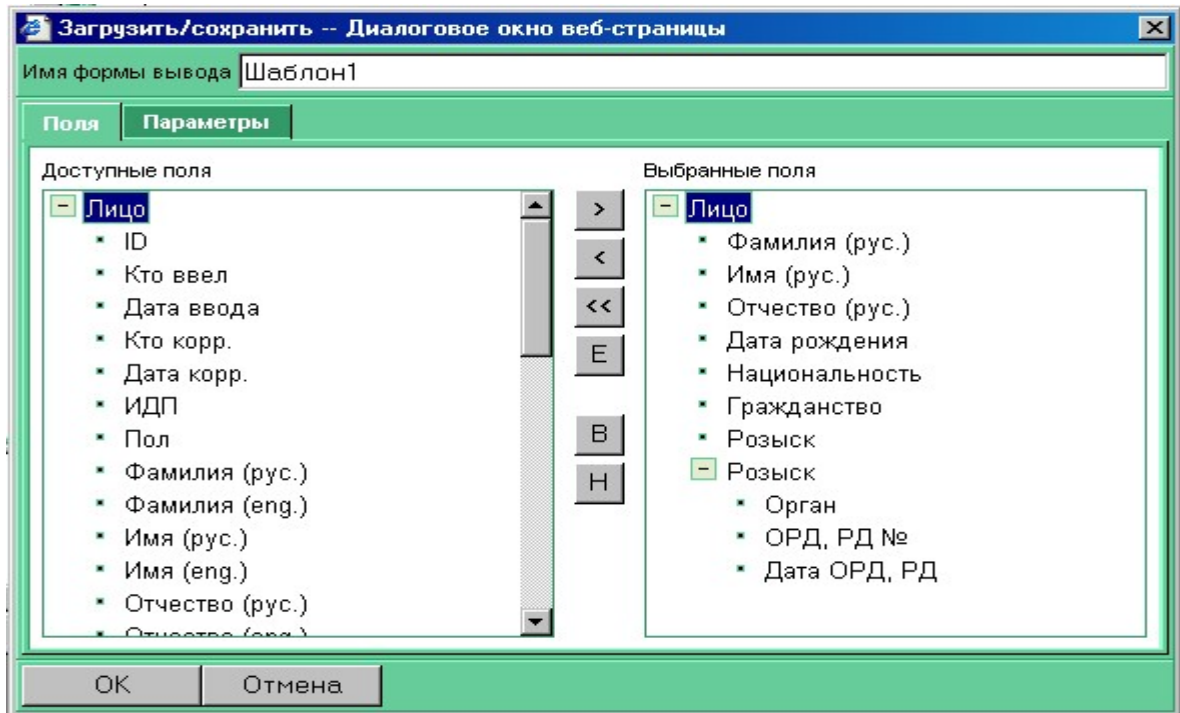 Загрузить/сохранить -- Диалоговое окно веб-страницы
Имя формы вывода Шаблон1
Поля Параметры
Доступные поля
Лицо
ID
Кто ввел
Дата ввода
Кто корр.
Дата корр.
ИДП
Пол
Фамилия (рус.)
Фамилия (eng.)
Имя (рус.)
Имя (eng.)
Отчество (рус.)
Отчество (eng.)
>
<
<<
Е
В
Н
Выбранные поля
Лицо
Фамилия (рус.)
Имя (рус.)
Отчество (рус.)
Дата рождения
Национальность
Гражданство
Розыск
Розыск
Орган
ОРД, РД №
Дата ОРД, РД
OK Отмена